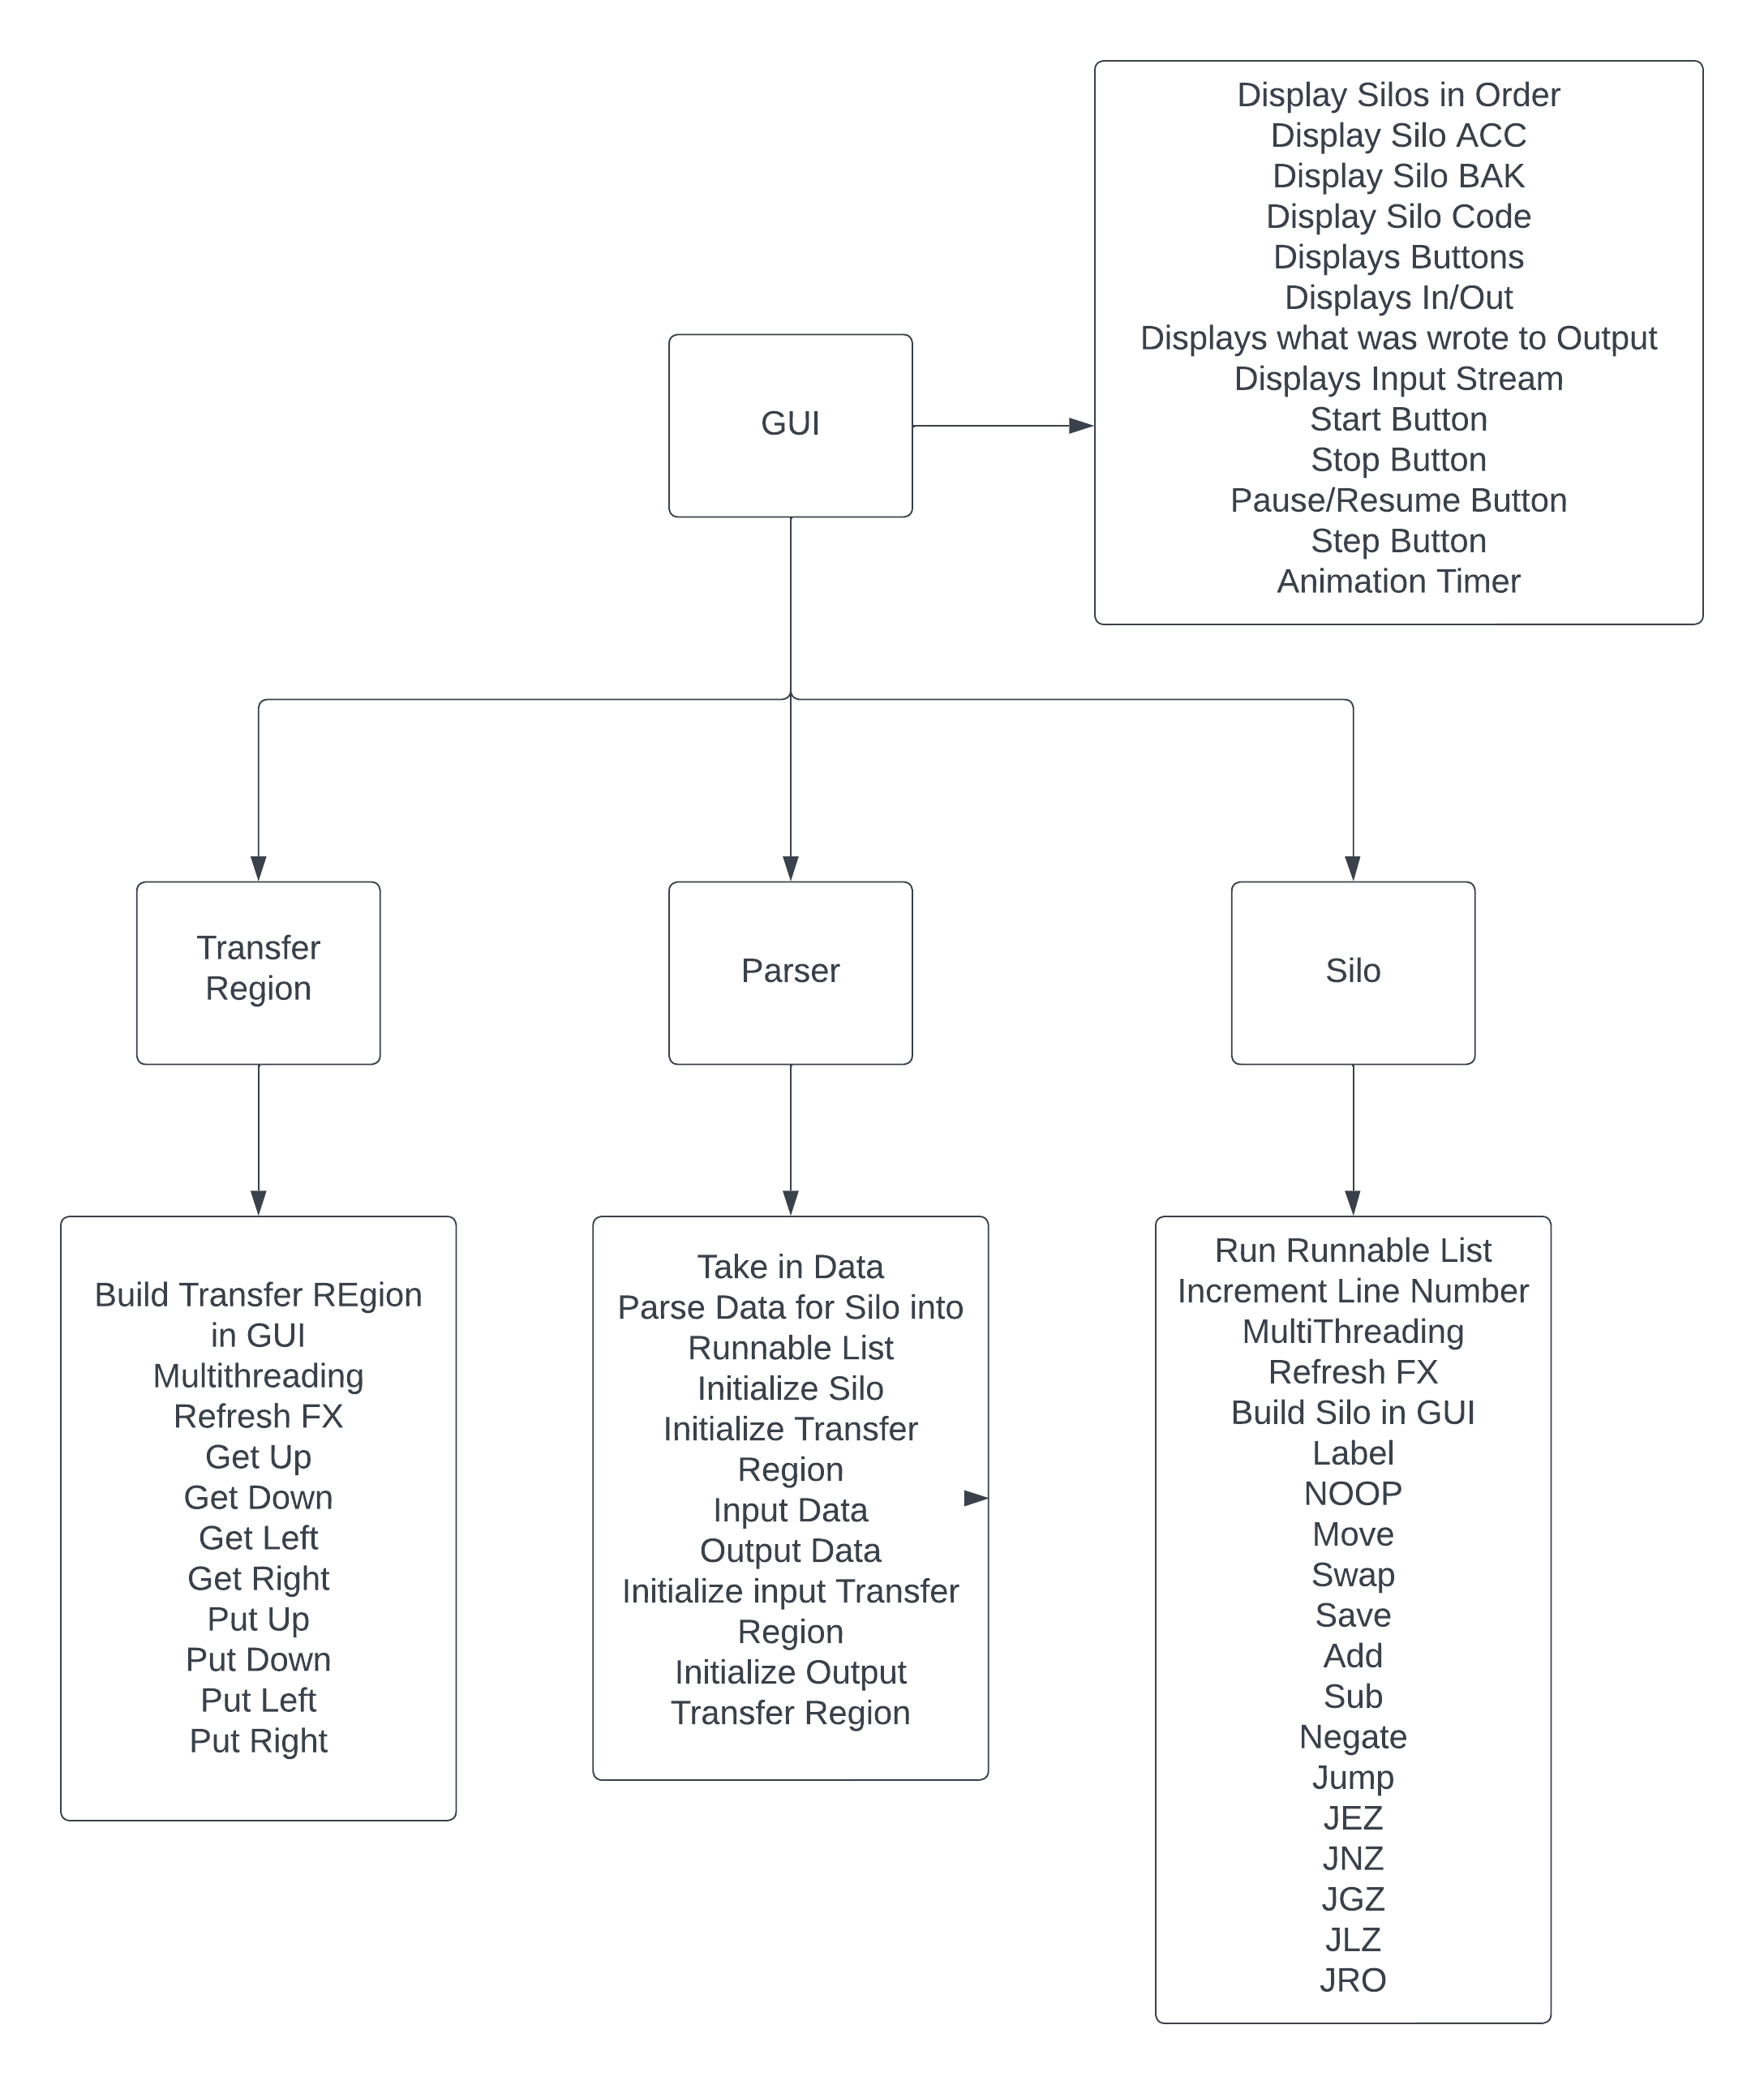 Display Silos in Order
Display Silo ACC
Display Silo BAK
Display Silo Code
Displays Buttons
Displays In/Out
Displays what was wrote to Output
Displays Input Stream
Start Button
Stop Button
Pause/Resume Button
Step Button
Animation Timer
GUI
Transfer
Region
Parser
Silo
Build Transfer REgion
in GUI
Multithreading
Refresh FX
Get Up
Get Down
Get Left
Get Right
Put Up
Put Down
Put Left
Put Right
Take in Data
Parse Data for Silo into
Runnable List
Initialize Silo
Initialize Transfer
Region
Input Data
Output Data
Initialize input Transfer
Region
Initialize Output
Transfer Region
Run Runnable List
Increment Line Number
MultiThreading
Refresh FX
Build Silo in GUI
Label
NOOP
Move
Swap
Save
Add
Sub
Negate
Jump
JEZ
JNZ
JGZ
JLZ
JRO